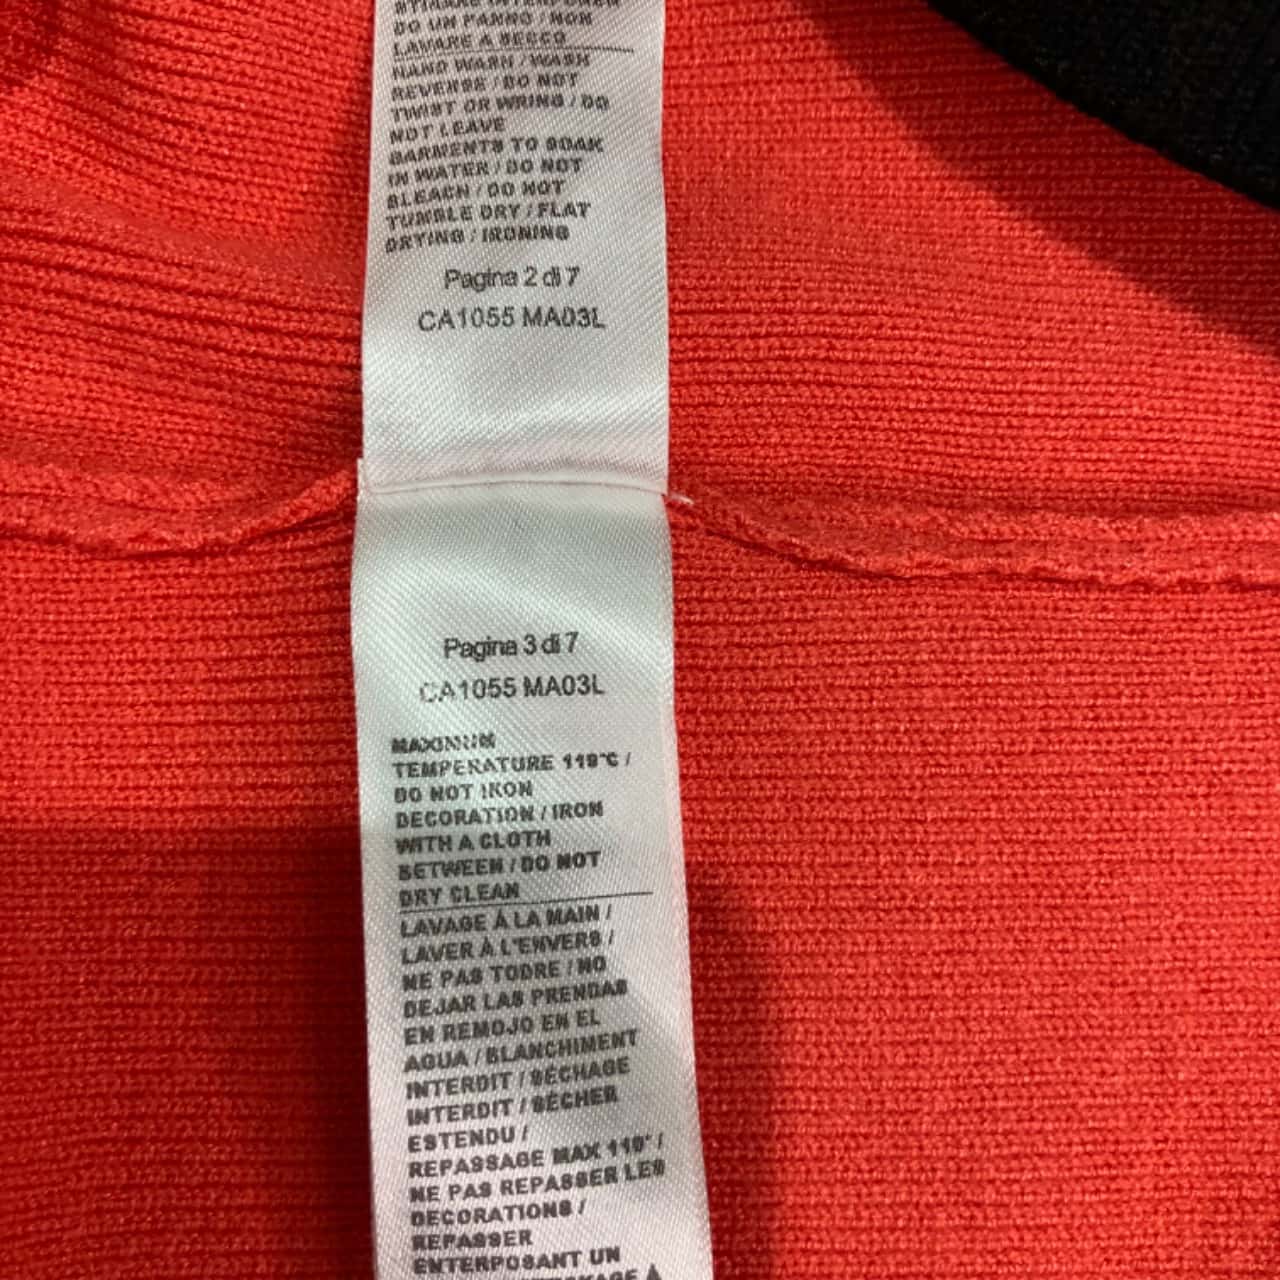 STIRARE INTERPONEN
DO UN PANNO / NON
LAVARE A SECCO
HAND WASH / WASH
REVERSE / DO NOT
TWIST OR WRING / DO
NOT LEAVE
GARMENTS TO SOAK
IN WATER / DO NOT
BLEACH / DO NOT
TUMBLE DRY / FLAT
DRYING / IRONING
Pagina 2 di 7
CA1055 MA03L
Pagina 3 di 7
CA1055 MA03L
MAXIMUM
TEMPERATURE 110°C /
DO NOT IRON
DECORATION / IRON
WITH A CLOTH
BETWEEN / DO NOT
DRY CLEAN
LAVAGE À LA MAIN /
LAVER À L'ENVERS /
NE PAS TODRE / NO
DEJAR LAS PRENDAS
EN REMOJO EN EL
AGUA / BLANCHIMENT
INTERDIT / SÉCHAGE
INTERDIT / SÉCHER
ESTENDU /
REPASSAGE MAX 110° /
NE PAS REPASSER LES
DECORATIONS /
REPASSER
ENTERPOSANT UN